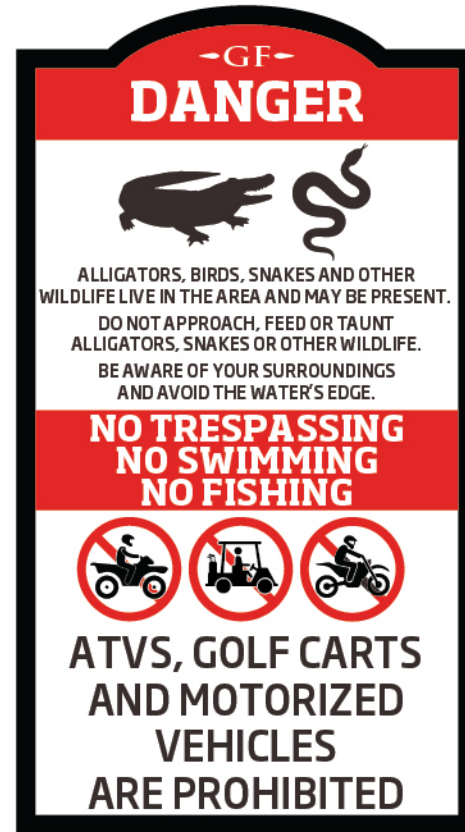 GF
DANGER
ALLIGATORS, BIRDS, SNAKES AND OTHER
WILDLIFE LIVE IN THE AREA AND MAY BE PRESENT.
DO NOT APPROACH, FEED OR TAUNT
ALLIGATORS, SNAKES OR OTHER WILDLIFE.
BE AWARE OF YOUR SURROUNDINGS
AND AVOID THE WATER'S EDGE.
NO TRESPASSING
NO SWIMMING
NO FISHING
ATVS, GOLF CARTS
AND MOTORIZED
VEHICLES
ARE PROHIBITED